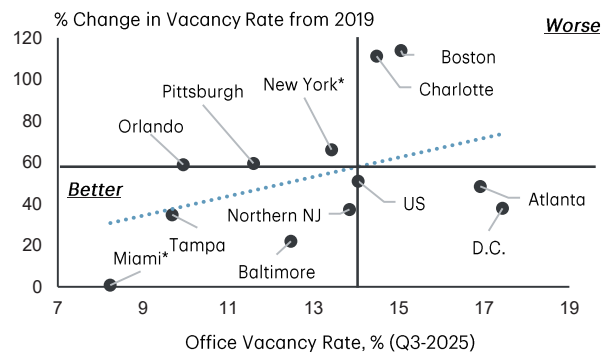 % Change in Vacancy Rate from 2019
Worse
120
100
80
60
40
20
0
Boston
Charlotte
New York*
Pittsburgh
Orlando
Better
Northern NJ
US
Atlanta
Tampa
D.C.
Miami*
Baltimore
7 9 11 13 15 17 19
Office Vacancy Rate, % (Q3-2025)